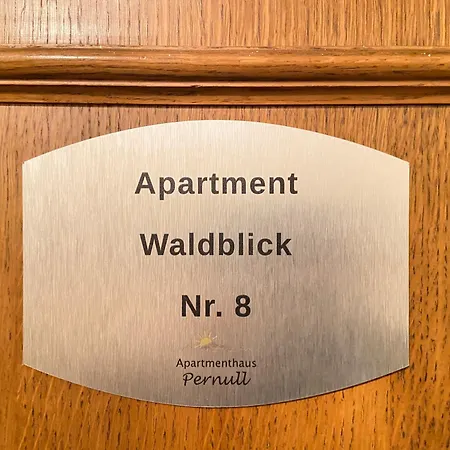 Apartment
Waldblick
Nr. 8
Apartmenthaus
Pernull